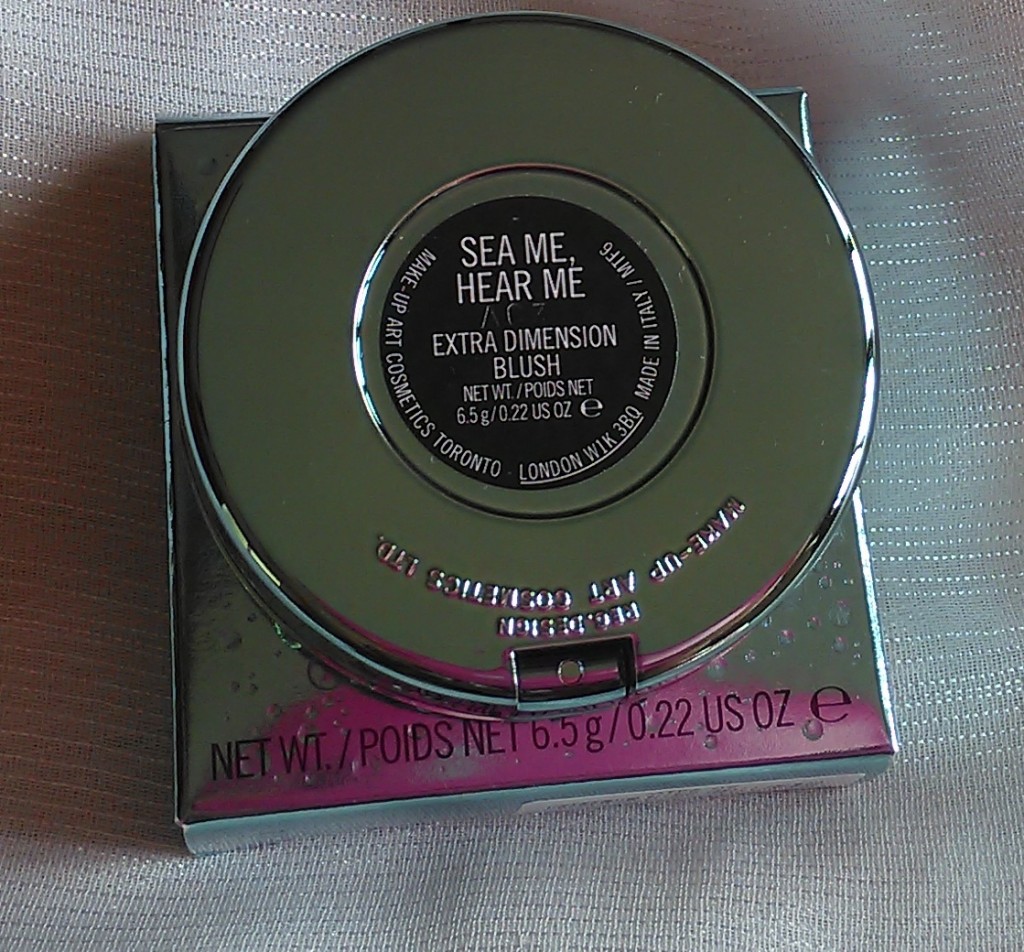 SEA ME,
HEAR ME
EXTRA DIMENSION
BLUSH
NET WT. / POIDS NET
6.5 g / 0.22 US OZ ℮
MAKE-UP ART COSMETICS TORONTO - LONDON W1K 3BQ MADE IN ITALY / MTF6
MAKE-UP ART COSMETICS LTD.
REG.DESIGN
NET WT. / POIDS NET 6.5 g / 0.22 US OZ ℮